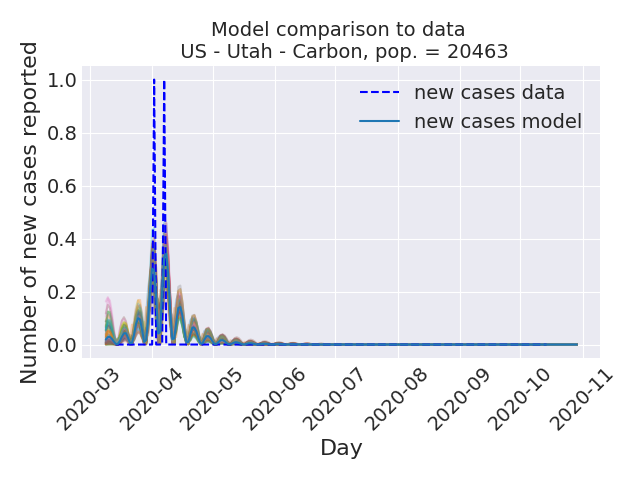 Model comparison to data
US - Utah - Carbon, pop. = 20463
Number of new cases reported
1.0
0.8
0.6
0.4
0.2
0.0
new cases data
new cases model
2020-03
2020-04
2020-05
2020-06
2020-07
2020-08
2020-09
2020-10
2020-11
Day